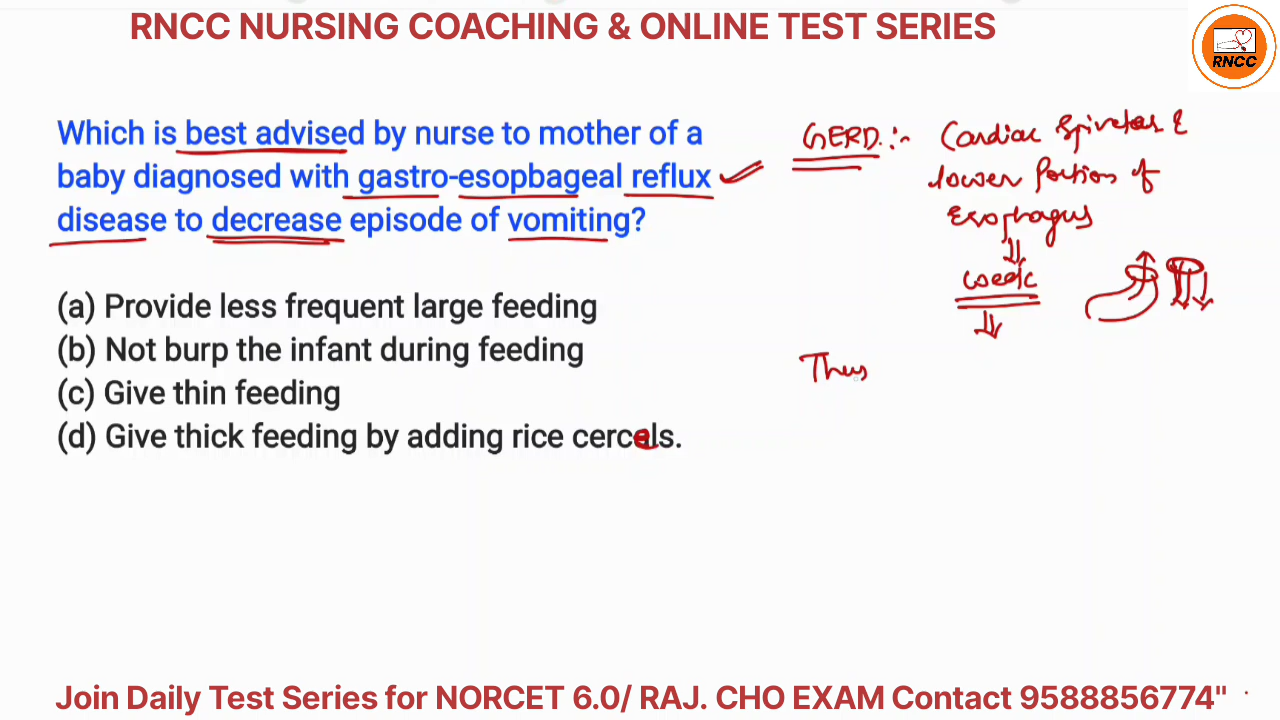 RNCC NURSING COACHING & ONLINE TEST SERIES
RNCC
Which is best advised by nurse to mother of a
baby diagnosed with gastro-esopbageal reflux
disease to decrease episode of vomiting?
(a) Provide less frequent large feeding
(b) Not burp the infant during feeding
(c) Give thin feeding
(d) Give thick feeding by adding rice cercels.
GERD :-
Cardiac &
lower Portion of
Esophagus
weak
Thus
Join Daily Test Series for NORCET 6.0/ RAJ. CHO EXAM Contact 9588856774"